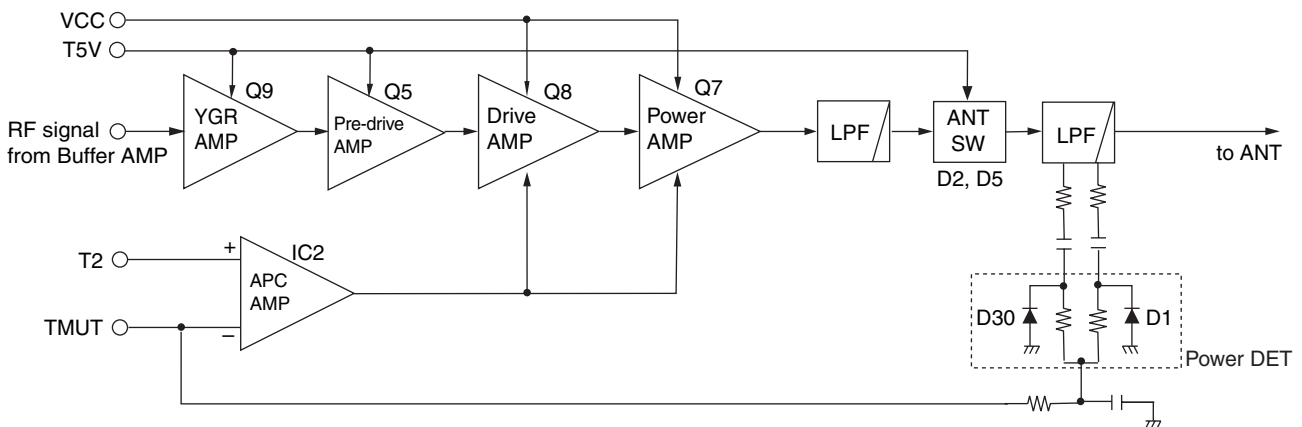 VCC
T5V
Q9
Q5
Q8
Q7
YGR
AMP
Pre-drive
AMP
Drive
AMP
Power
AMP
RF signal
from Buffer AMP
LPF
ANT
SW
D2, D5
LPF
to ANT
T2
+
IC2
APC
AMP
TMUT
–
D30
D1
Power DET